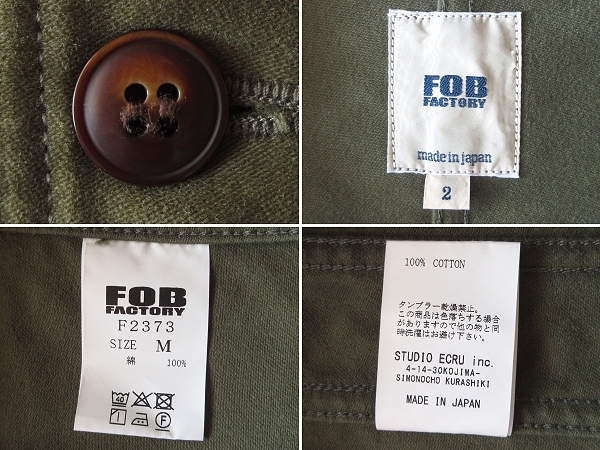 FOB
FACTORY
made in japan
2
FOB
FACTORY
F2373
SIZE M
綿 100%
40
F
100% COTTON
タンブラー乾燥禁止
この商品は色落ちする場合
がありますので他の物と同
時洗濯はお避け下さい。
STUDIO ECRU inc.
4-14-30KOJIMA-
SIMONOCHO KURASHIKI
MADE IN JAPAN